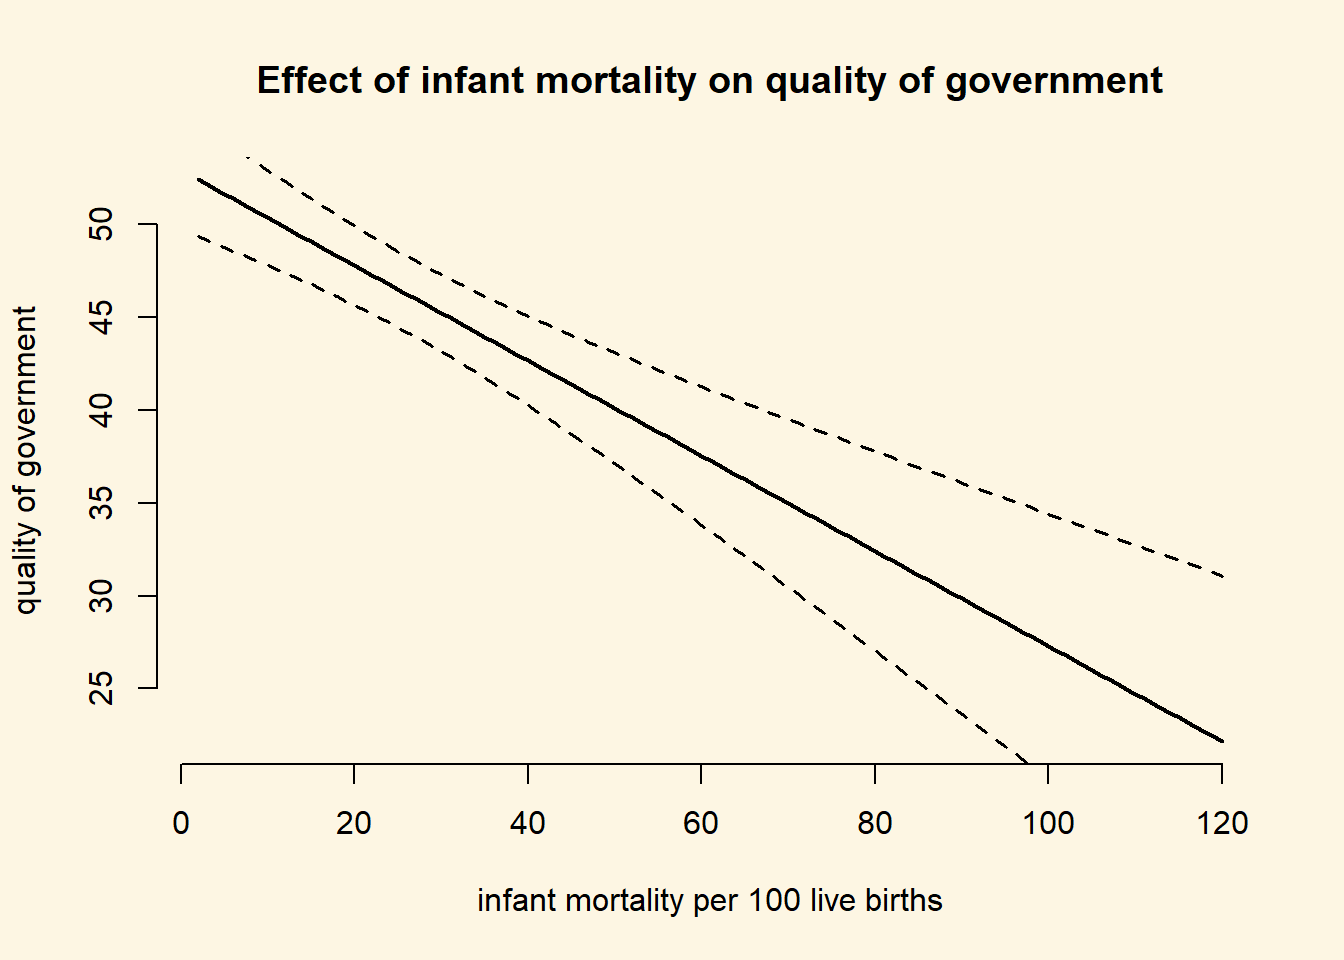 Effect of infant mortality on quality of government
quality of government
50
45
40
35
30
25
0 20 40 60 80 100 120
infant mortality per 100 live births